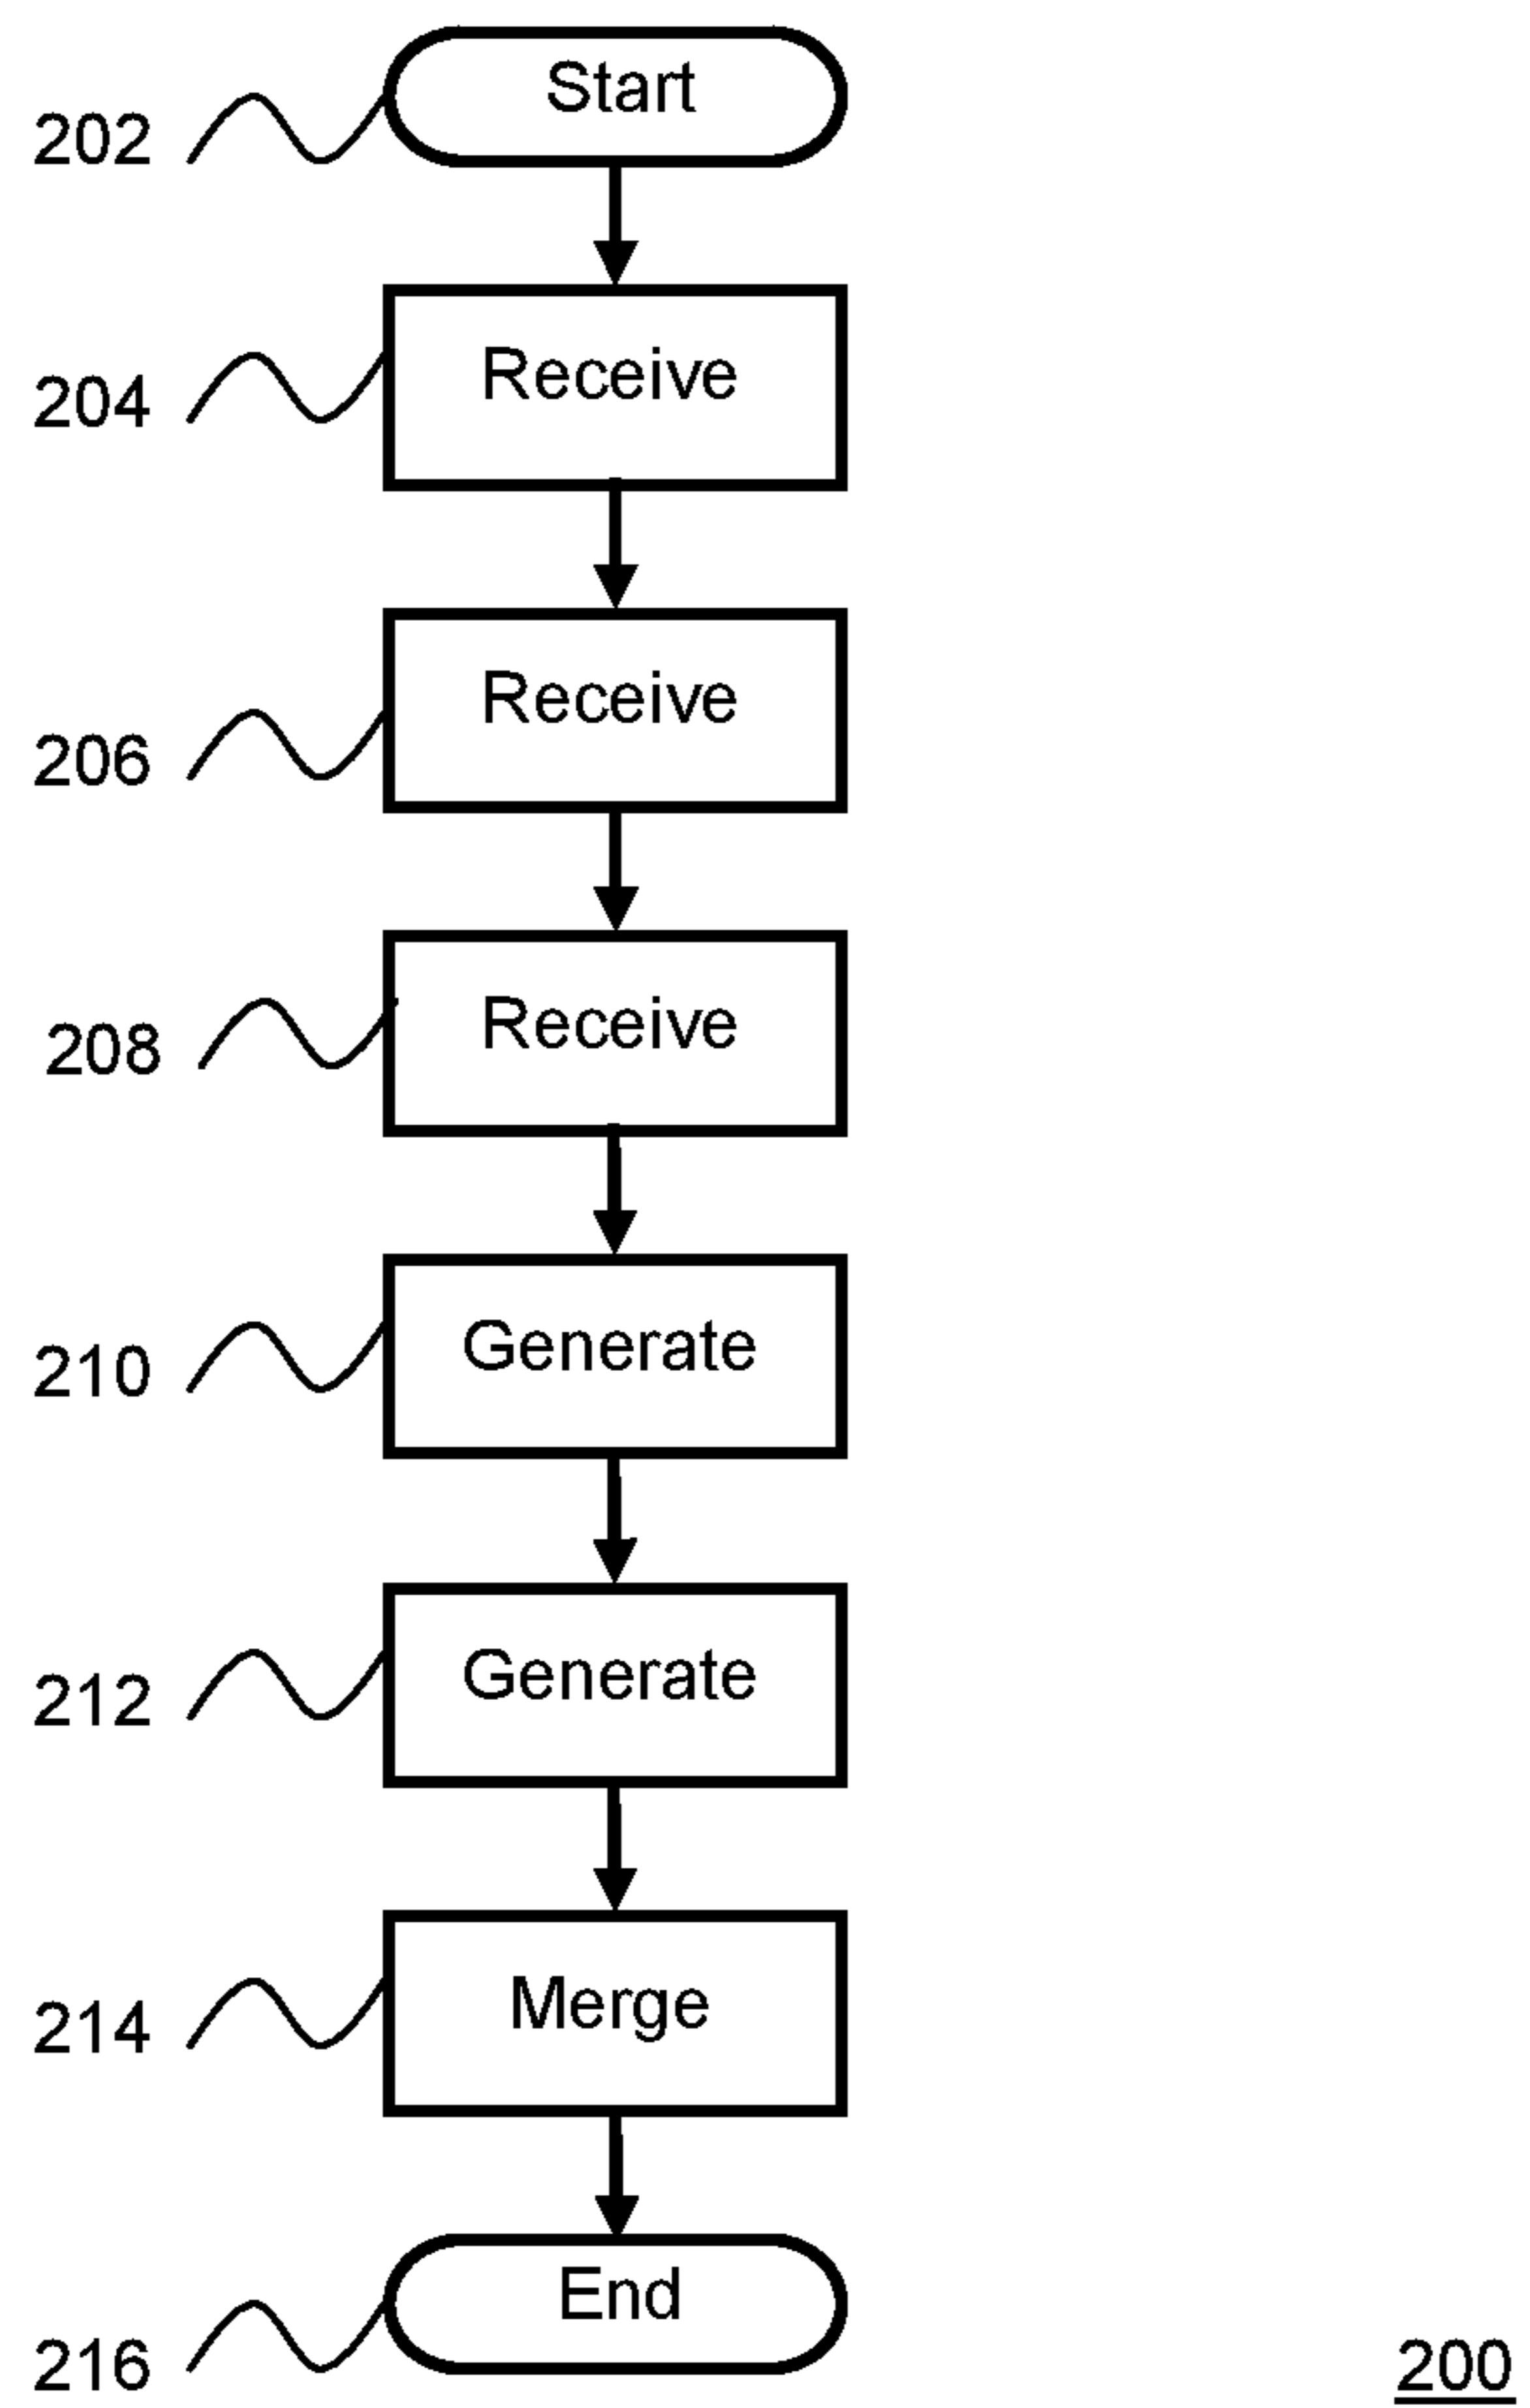 Start
202
Receive
204
Receive
206
Receive
208
Generate
210
Generate
212
Merge
214
End
216
200